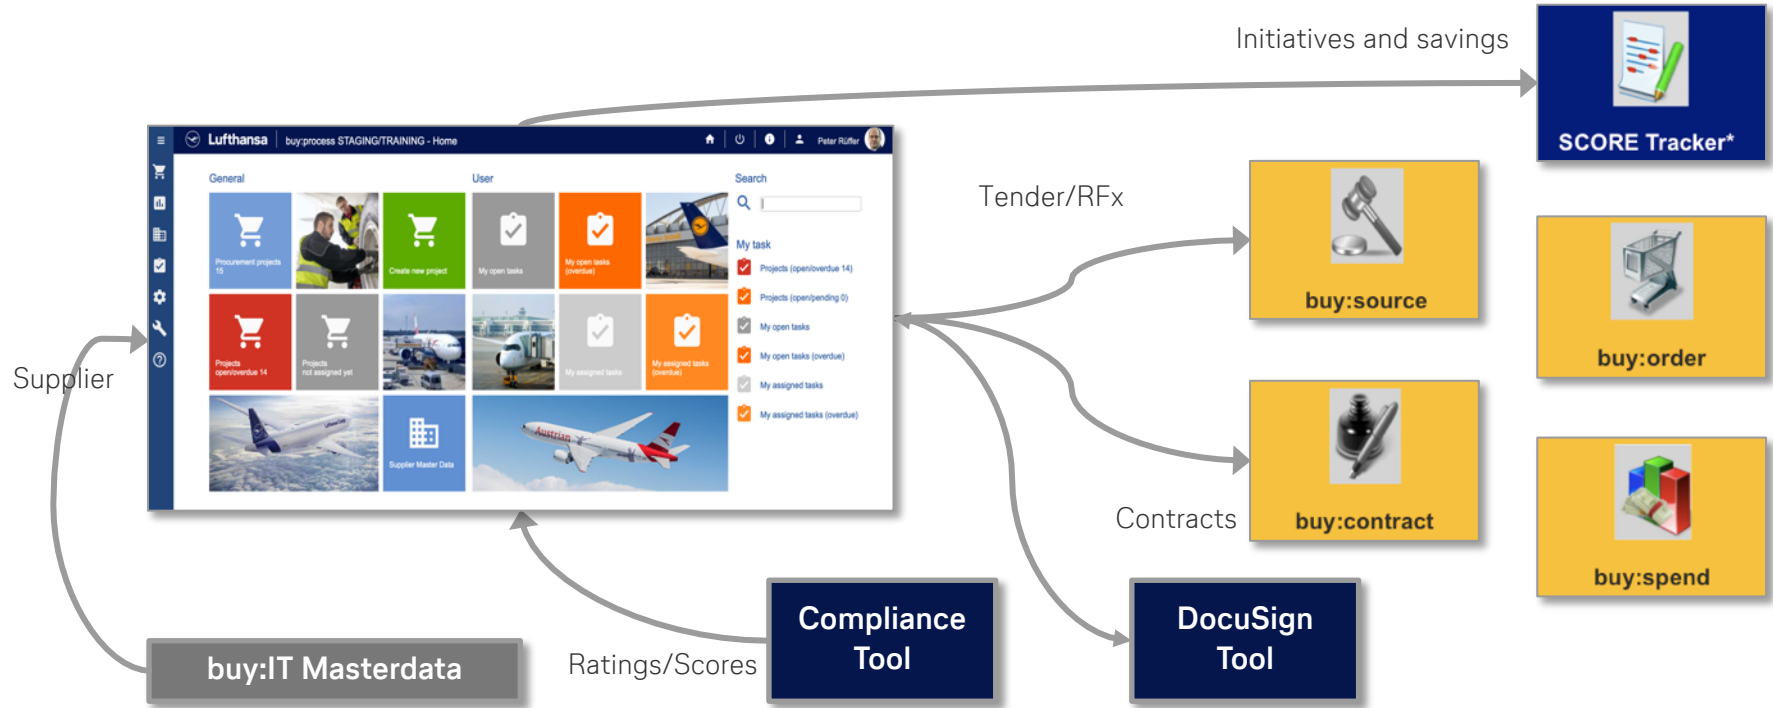 Initiatives and savings
SCORE Tracker*
Lufthansa
buy:process STAGING/TRAINING - Home
Peter Rüffer
General
User
Search
Procurement projects
15
Create new project
My open tasks
My open tasks
(overdue)
My task
Projects (open/overdue 14)
Projects (open/pending 0)
My open tasks
My open tasks (overdue)
My assigned tasks
My assigned tasks (overdue)
Projects
open/overdue 14
Projects
not assigned yet
My assigned tasks
My assigned tasks
(overdue)
Supplier Master Data
Austrian
Tender/RFx
buy:source
buy:order
Supplier
Contracts
buy:contract
buy:spend
buy:IT Masterdata
Ratings/Scores
Compliance
Tool
DocuSign
Tool